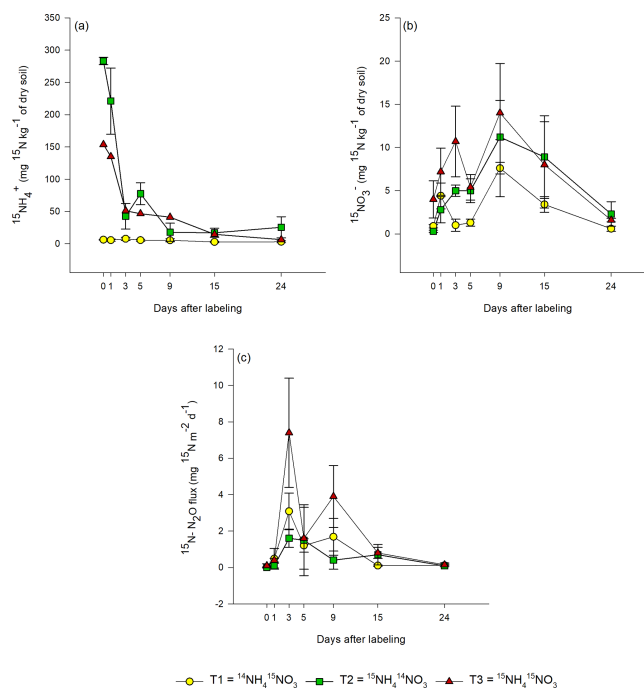 (a)
350
300
250
200
150
100
50
0
¹⁵NH₄⁺ (mg ¹⁵N kg⁻¹ of dry soil)
0 1 3 5 9 15 24
Days after labeling
(b)
25
20
15
10
5
0
¹⁵NO₃⁻ (mg ¹⁵N kg⁻¹ of dry soil)
0 1 3 5 9 15 24
Days after labeling
(c)
12
10
8
6
4
2
0
-2
¹⁵N- N₂O flux (mg ¹⁵N m⁻² d⁻¹)
0 1 3 5 9 15 24
Days after labeling
T1 = ¹⁴NH₄¹⁵NO₃ T2 = ¹⁵NH₄¹⁴NO₃ T3 = ¹⁵NH₄¹⁵NO₃